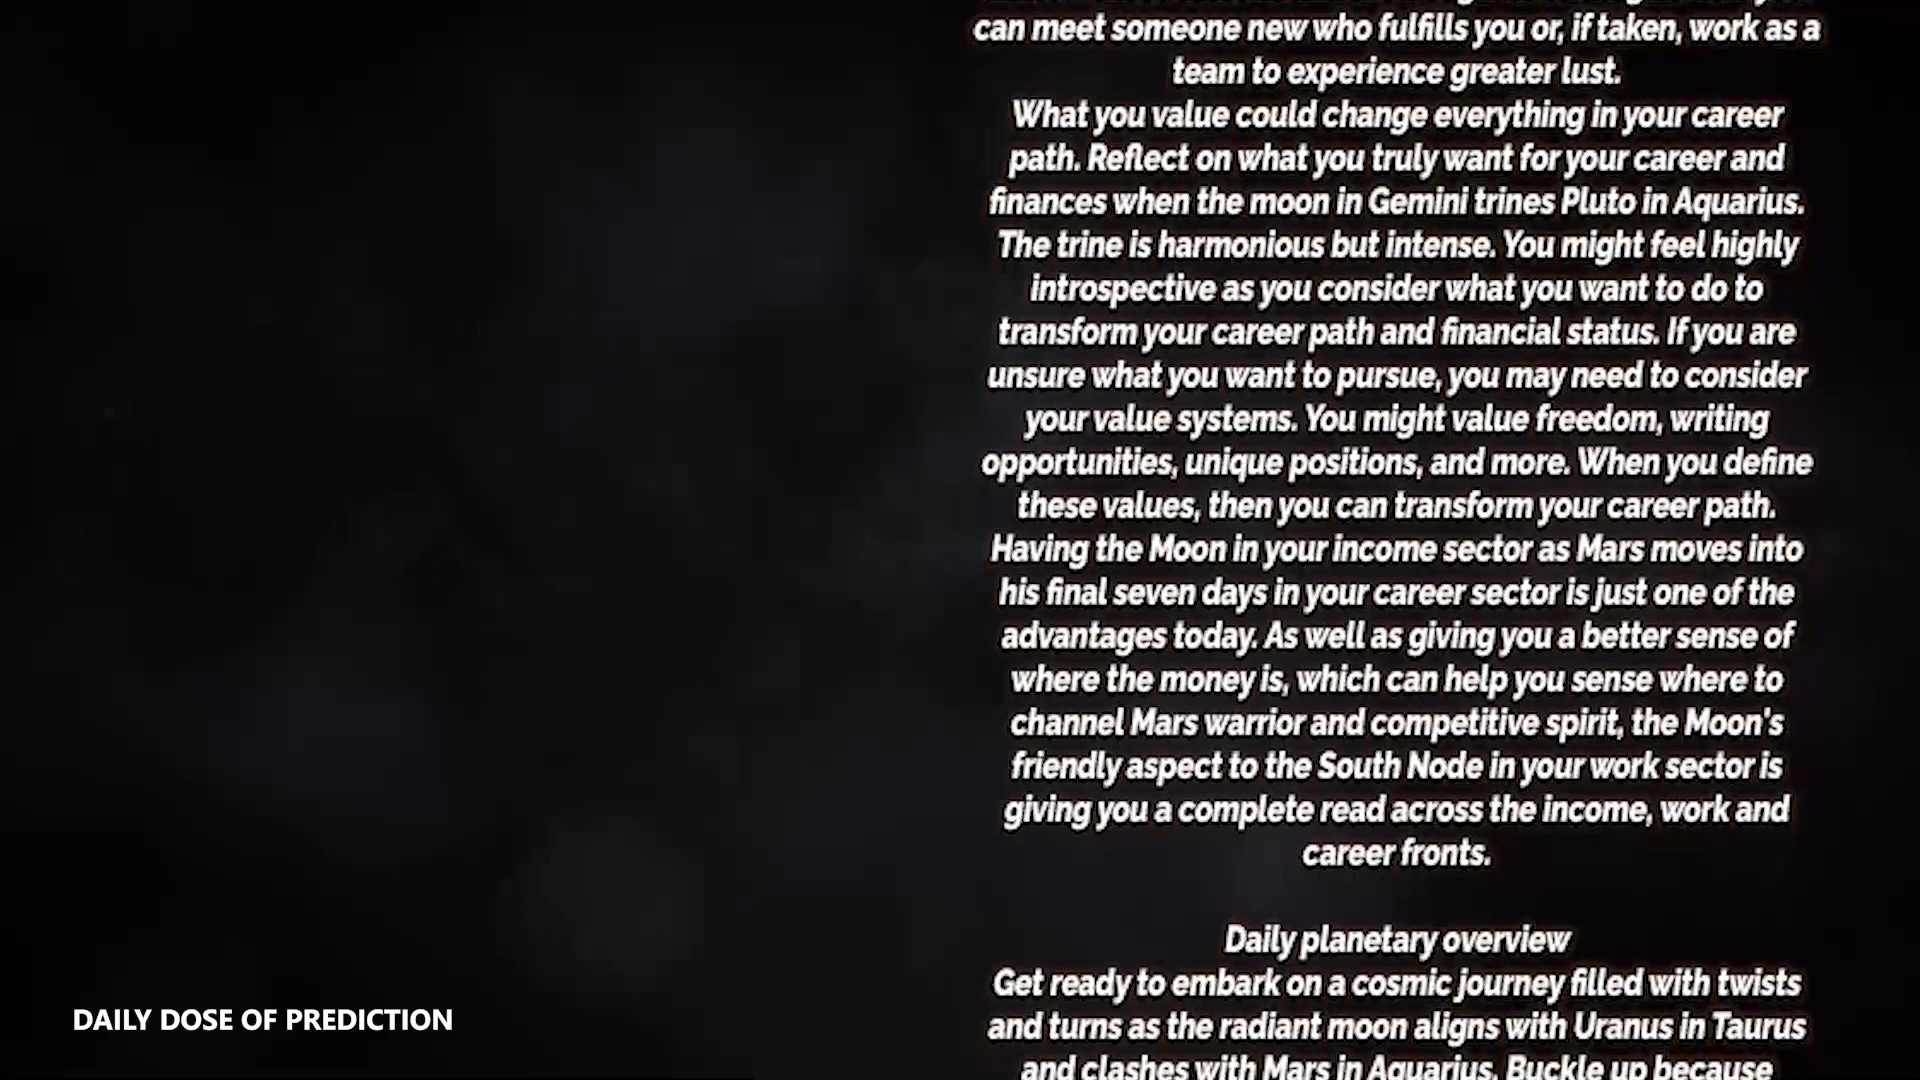 can meet someone new who fulfills you or, if taken, work as a
team to experience greater lust.
What you value could change everything in your career
path. Reflect on what you truly want for your career and
finances when the moon in Gemini trines Pluto in Aquarius.
The trine is harmonious but intense. You might feel highly
introspective as you consider what you want to do to
transform your career path and financial status. If you are
unsure what you want to pursue, you may need to consider
your value systems. You might value freedom, writing
opportunities, unique positions, and more. When you define
these values, then you can transform your career path.
Having the Moon in your income sector as Mars moves into
his final seven days in your career sector is just one of the
advantages today. As well as giving you a better sense of
where the money is, which can help you sense where to
channel Mars warrior and competitive spirit, the Moon's
friendly aspect to the South Node in your work sector is
giving you a complete read across the income, work and
career fronts.
Daily planetary overview
Get ready to embark on a cosmic journey filled with twists
and turns as the radiant moon aligns with Uranus in Taurus
and clashes with Mars in Aquarius. Buckle up because
DAILY DOSE OF PREDICTION